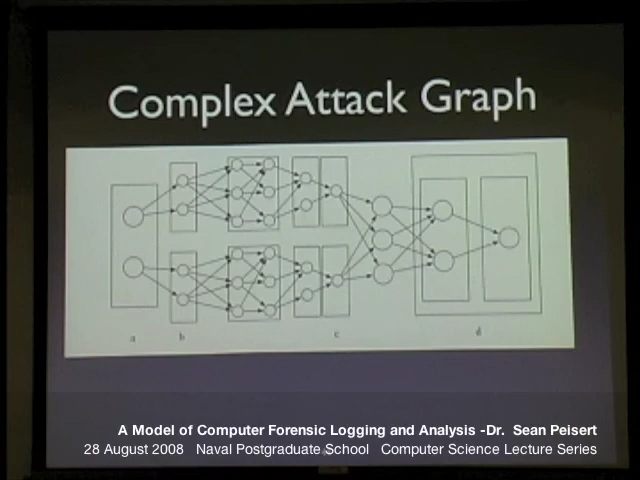 Complex Attack Graph
a b c d
A Model of Computer Forensic Logging and Analysis -Dr. Sean Peisert
28 August 2008 Naval Postgraduate School Computer Science Lecture Series